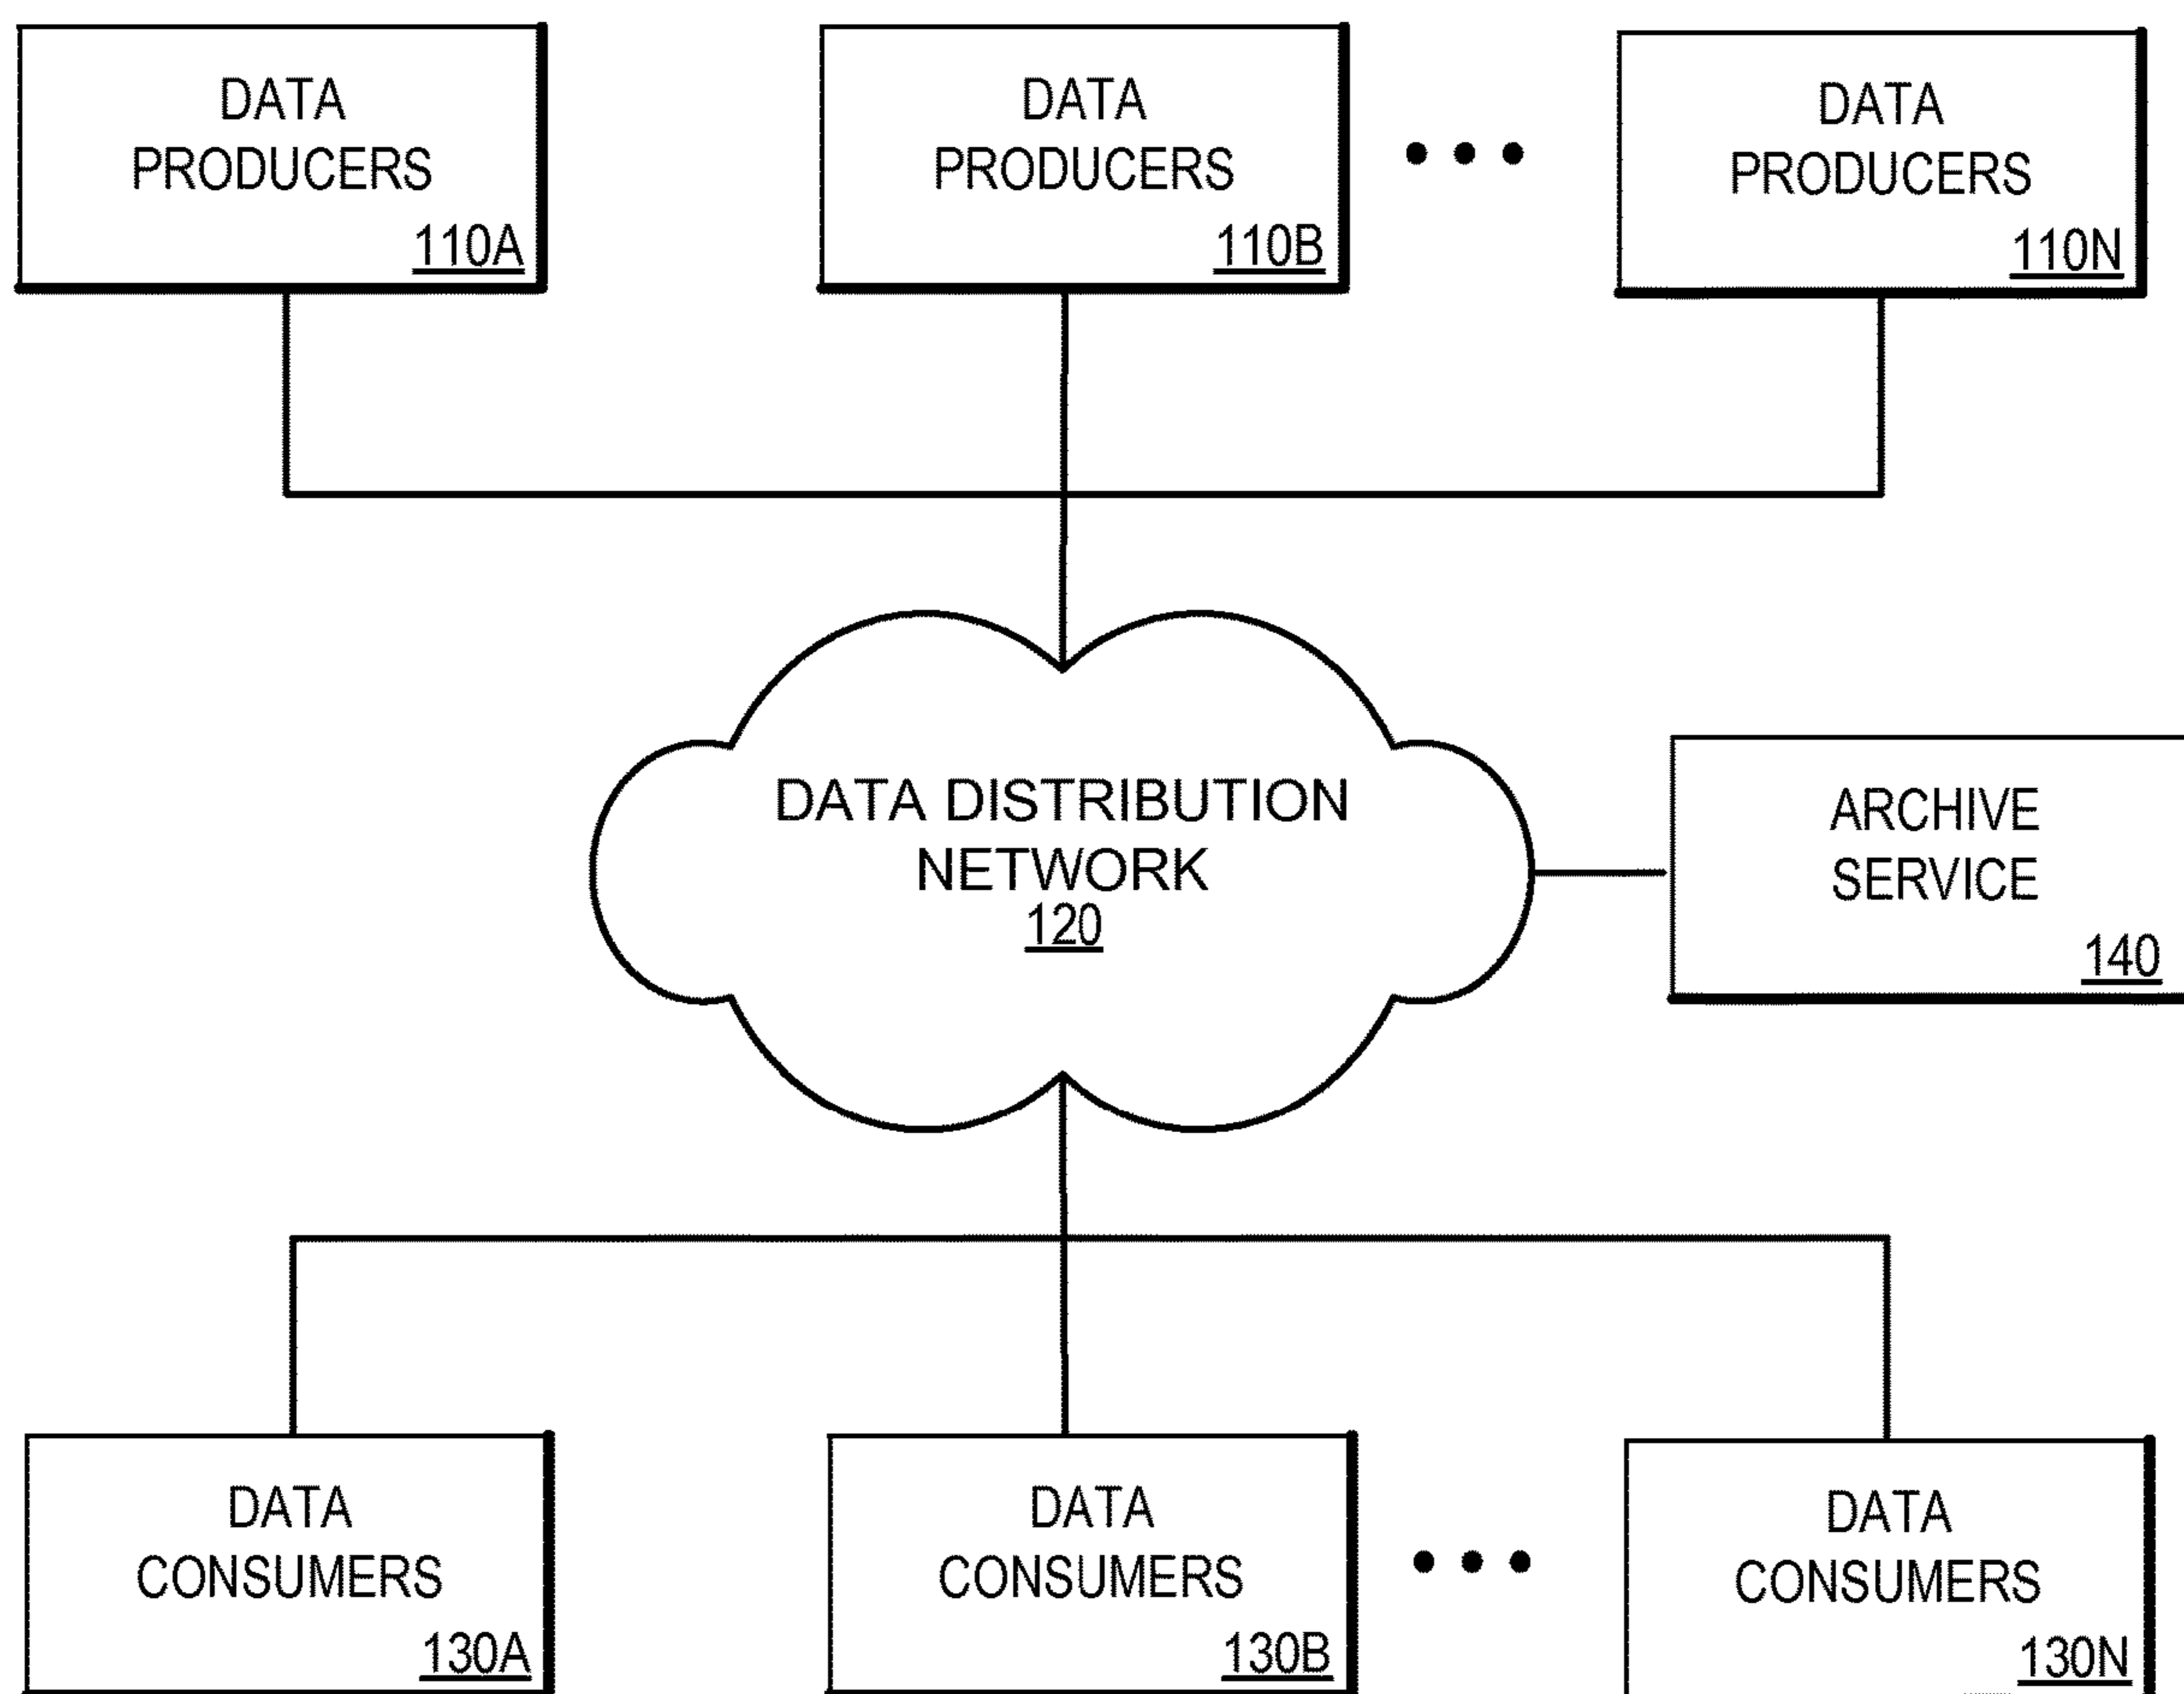 DATA
PRODUCERS
110A
DATA
PRODUCERS
110B
DATA
PRODUCERS
110N
DATA DISTRIBUTION
NETWORK
120
ARCHIVE
SERVICE
140
DATA
CONSUMERS
130A
DATA
CONSUMERS
130B
DATA
CONSUMERS
130N